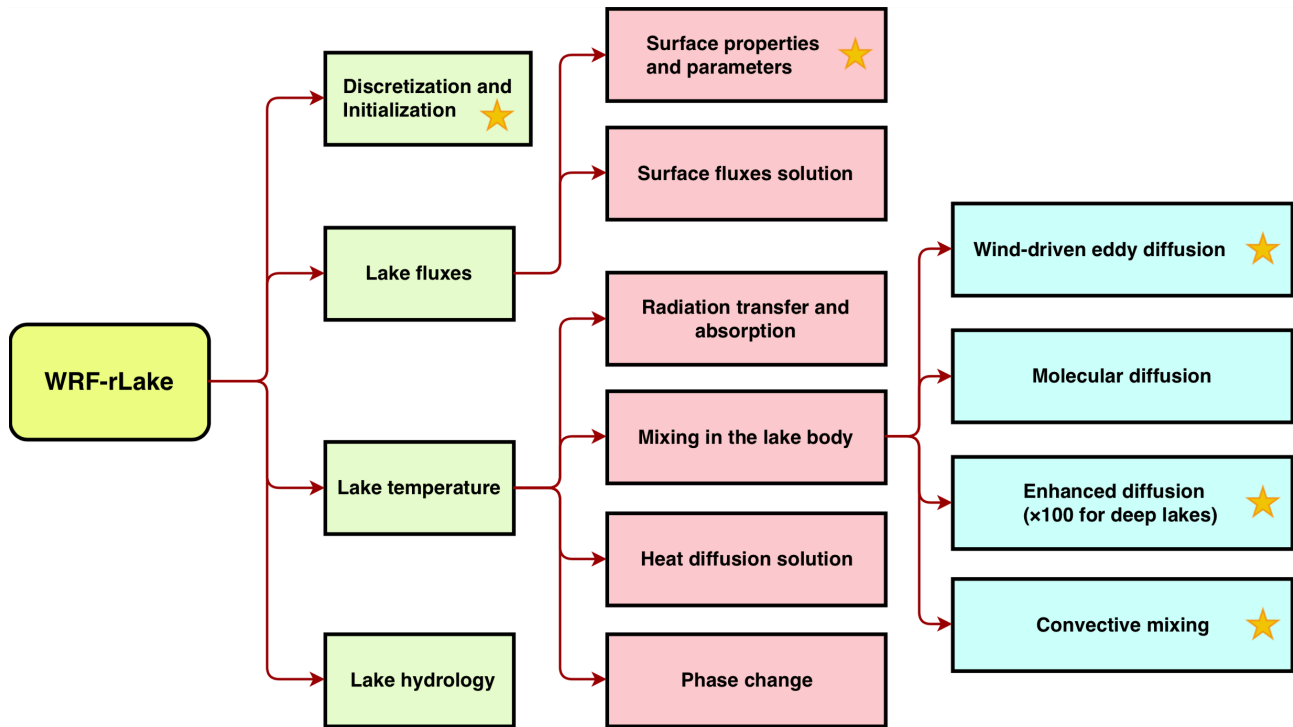 WRF-rLake
Discretization and
Initialization
Lake fluxes
Lake temperature
Lake hydrology
Surface properties
and parameters
Surface fluxes solution
Radiation transfer and
absorption
Mixing in the lake body
Heat diffusion solution
Phase change
Wind-driven eddy diffusion
Molecular diffusion
Enhanced diffusion
(×100 for deep lakes)
Convective mixing